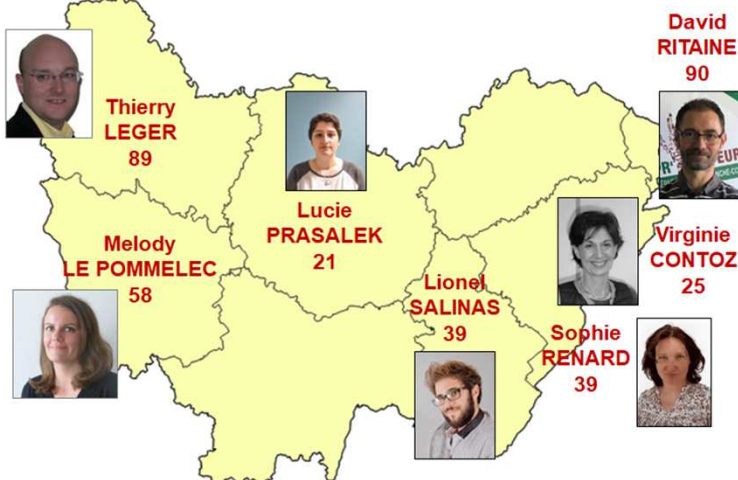 David
RITAINE
90
Thierry
LEGER
89
Lucie
PRASALEK
21
Melody
LE POMMELEC
58
Virginie
CONTOZ
25
Lionel
SALINAS
39
Sophie
RENARD
39